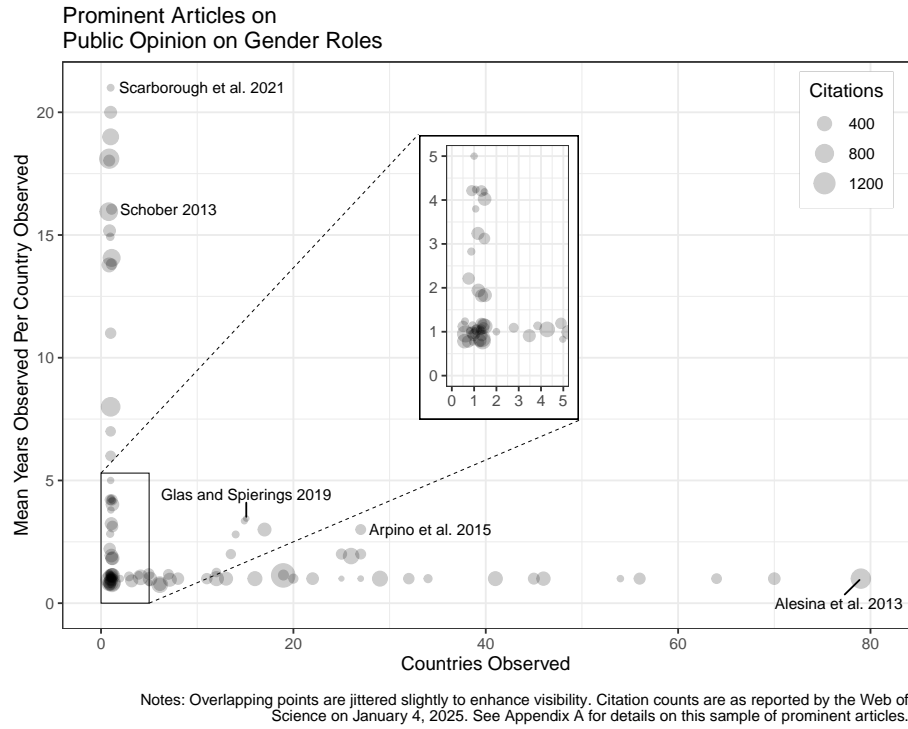 Prominent Articles on
Public Opinion on Gender Roles
Mean Years Observed Per Country Observed
20
15
10
5
0
Scarborough et al. 2021
Schober 2013
Citations
400
800
1200
5
4
3
2
1
0
0 1 2 3 4 5
Glas and Spierings 2019
Arpino et al. 2015
Alesina et al. 2013
0 20 40 60 80
Countries Observed
Notes: Overlapping points are jittered slightly to enhance visibility. Citation counts are as reported by the Web of
Science on January 4, 2025. See Appendix A for details on this sample of prominent articles.